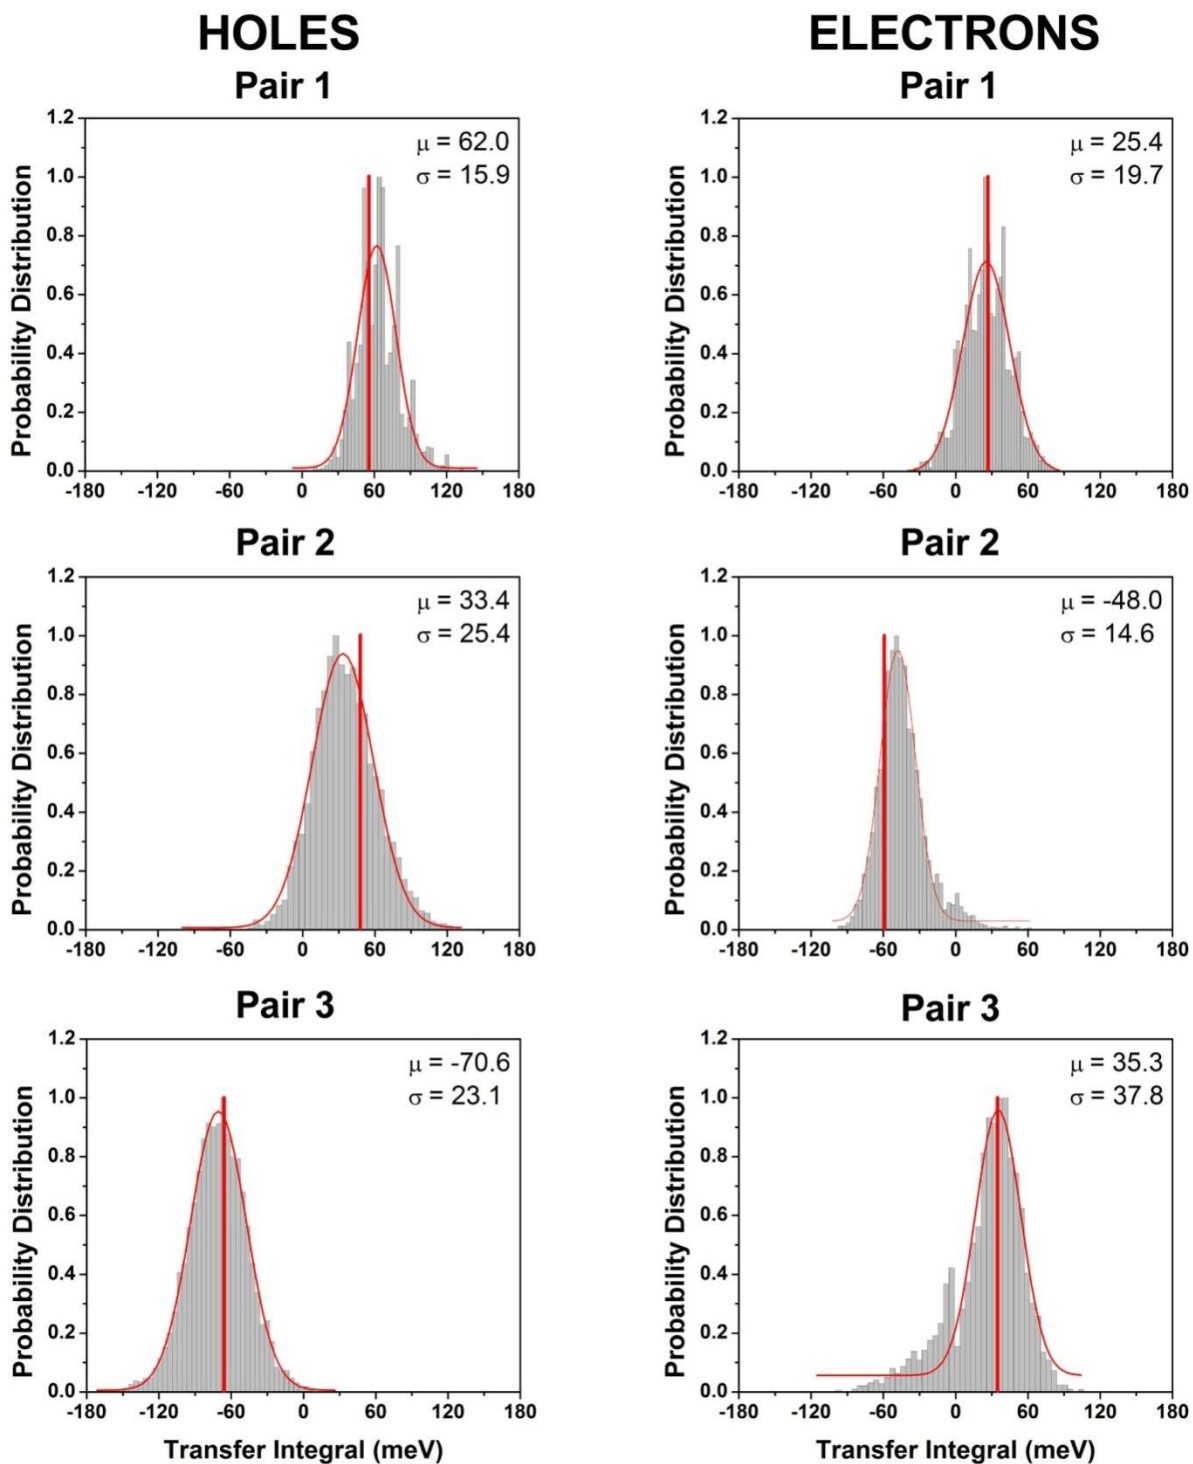 HOLES
ELECTRONS
Pair 1
Pair 1
1.2
1.0
0.8
0.6
0.4
0.2
0.0
Probability Distribution
μ = 62.0
σ = 15.9
-180 -120 -60 0 60 120 180
1.2
1.0
0.8
0.6
0.4
0.2
0.0
Probability Distribution
μ = 25.4
σ = 19.7
-180 -120 -60 0 60 120 180
Pair 2
Pair 2
1.2
1.0
0.8
0.6
0.4
0.2
0.0
Probability Distribution
μ = 33.4
σ = 25.4
-180 -120 -60 0 60 120 180
1.2
1.0
0.8
0.6
0.4
0.2
0.0
Probability Distribution
μ = -48.0
σ = 14.6
-180 -120 -60 0 60 120 180
Pair 3
Pair 3
1.2
1.0
0.8
0.6
0.4
0.2
0.0
Probability Distribution
μ = -70.6
σ = 23.1
-180 -120 -60 0 60 120 180
Transfer Integral (meV)
1.2
1.0
0.8
0.6
0.4
0.2
0.0
Probability Distribution
μ = 35.3
σ = 37.8
-180 -120 -60 0 60 120 180
Transfer Integral (meV)